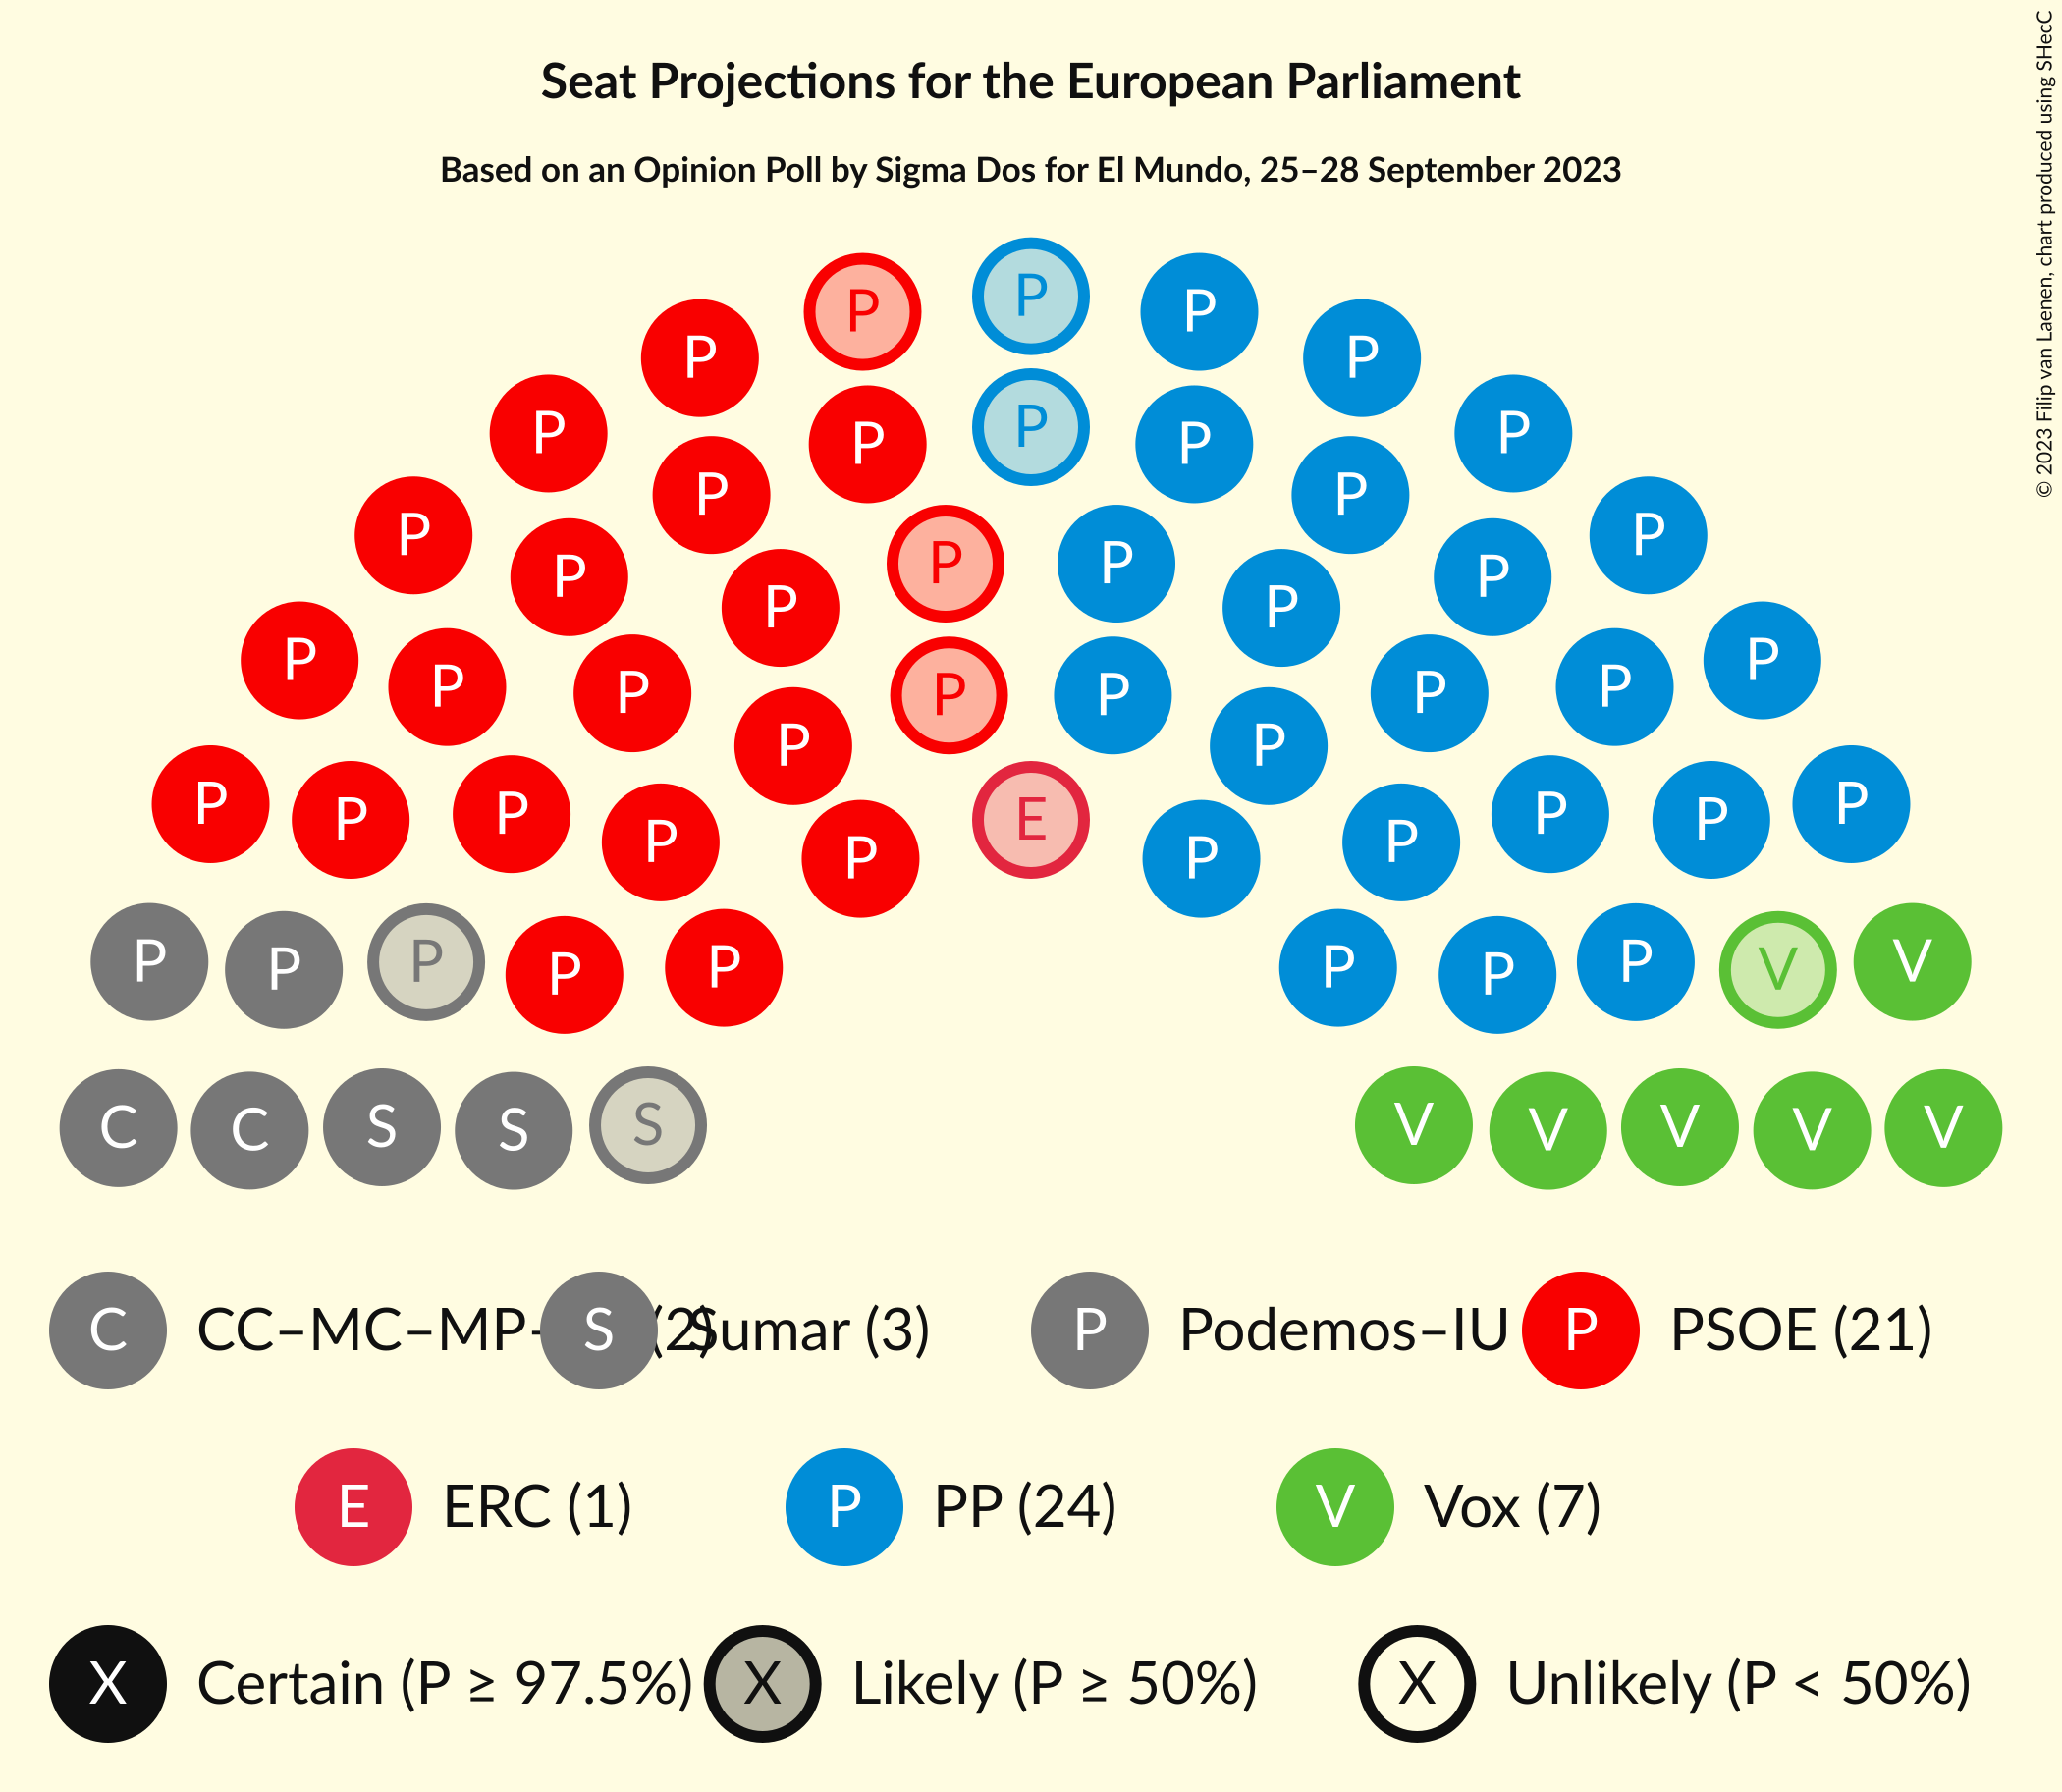 Seat Projections for the European Parliament
Based on an Opinion Poll by Sigma Dos for El Mundo, 25–28 September 2023
© 2023 Filip van Laenen, chart produced using SHecC
P P P P P
P P P P P
P P P P
P P P P P P
P P P P
P P P P
P P P P
P P P E P P P P P P P
P P P P P P P P V V
C C S S S V V V V V
C CC–MC–MP– (2) S Sumar (3) P Podemos–IU P PSOE (21)
E ERC (1) P PP (24) V Vox (7)
X Certain (P ≥ 97.5%) X Likely (P ≥ 50%) X Unlikely (P < 50%)